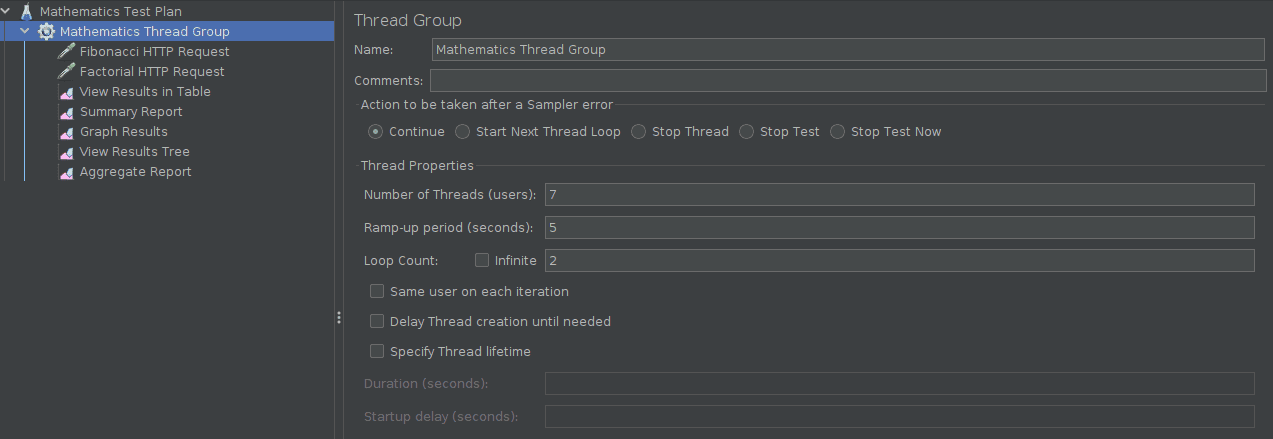 Mathematics Test Plan
Mathematics Thread Group
Fibonacci HTTP Request
Factorial HTTP Request
View Results in Table
Summary Report
Graph Results
View Results Tree
Aggregate Report
Thread Group
Name: Mathematics Thread Group
Comments:
Action to be taken after a Sampler error
Continue Start Next Thread Loop Stop Thread Stop Test Stop Test Now
Thread Properties
Number of Threads (users): 7
Ramp-up period (seconds): 5
Loop Count: Infinite 2
Same user on each iteration
Delay Thread creation until needed
Specify Thread lifetime
Duration (seconds):
Startup delay (seconds):